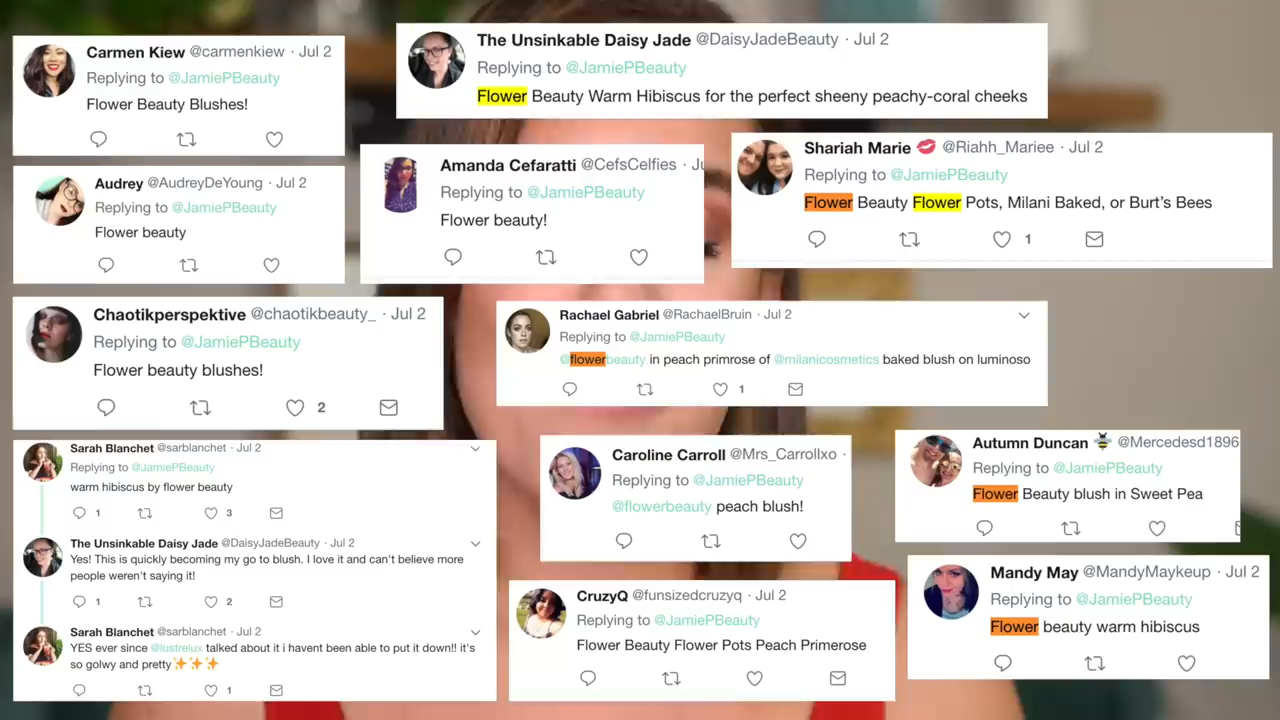 Carmen Kiew @carmenkiew · Jul 2
Replying to @JamiePBeauty
Flower Beauty Blushes!
The Unsinkable Daisy Jade @DaisyJadeBeauty · Jul 2
Replying to @JamiePBeauty
Flower Beauty Warm Hibiscus for the perfect sheeny peachy-coral cheeks
Audrey @AudreyDeYoung · Jul 2
Replying to @JamiePBeauty
Flower beauty
Amanda Cefaratti @CefsCelfies ·
Replying to @JamiePBeauty
Flower beauty!
Shariah Marie 💋 @Riahh_Mariee · Jul 2
Replying to @JamiePBeauty
Flower Beauty Flower Pots, Milani Baked, or Burt's Bees
1
Chaotikperspektive @chaotikbeauty_ · Jul 2
Replying to @JamiePBeauty
Flower beauty blushes!
2
Rachael Gabriel @RachaelBruin · Jul 2
Replying to @JamiePBeauty
@flowerbeauty in peach primrose of @milanicosmetics baked blush on luminoso
1
Sarah Blanchet @sarblanchet · Jul 2
Replying to @JamiePBeauty
warm hibiscus by flower beauty
1 3
The Unsinkable Daisy Jade @DaisyJadeBeauty · Jul 2
Yes! This is quickly becoming my go to blush. I love it and can't believe more
people weren't saying it!
1 2
Sarah Blanchet @sarblanchet · Jul 2
YES ever since @lustrelux talked about it i havent been able to put it down!! it's
so golwy and pretty✨✨✨
1
Caroline Carroll @Mrs_Carrollxo ·
Replying to @JamiePBeauty
@flowerbeauty peach blush!
Autumn Duncan 🐝 @Mercedesd1896
Replying to @JamiePBeauty
Flower Beauty blush in Sweet Pea
CruzyQ @funsizedcruzyq · Jul 2
Replying to @JamiePBeauty
Flower Beauty Flower Pots Peach Primerose
Mandy May @MandyMaykeup · Jul 2
Replying to @JamiePBeauty
Flower beauty warm hibiscus